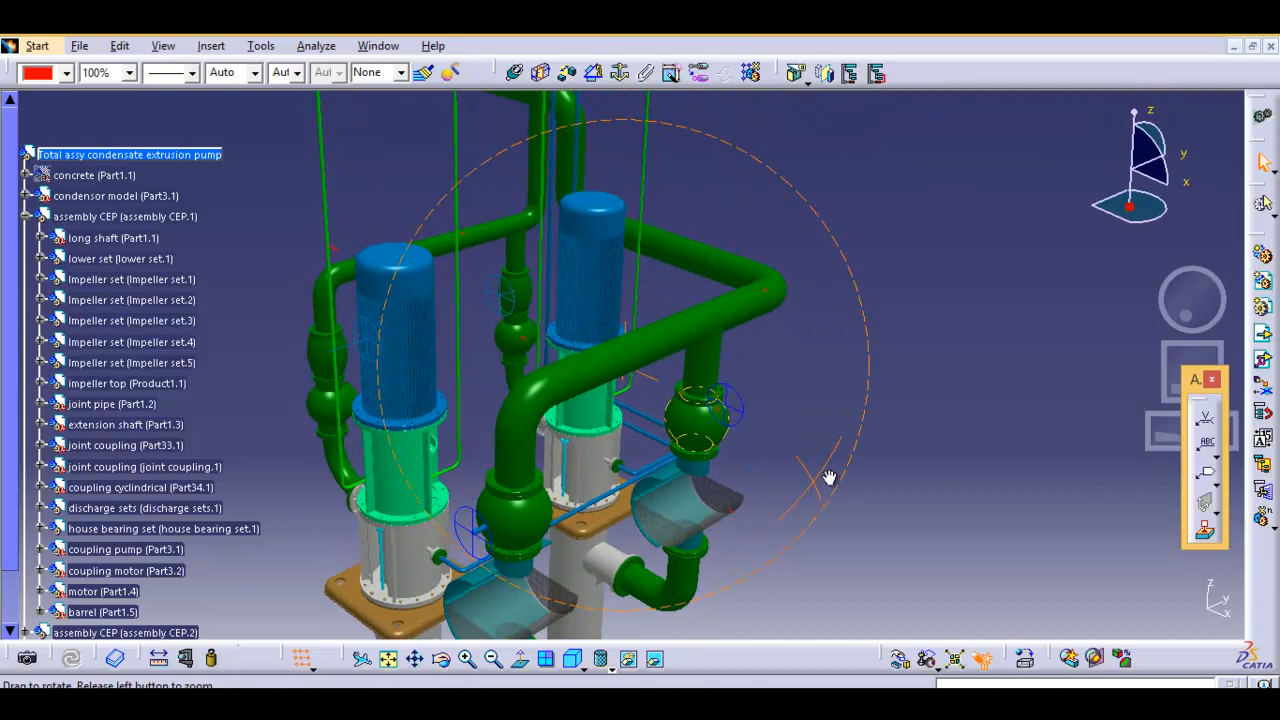 Start File Edit View Insert Tools Analyze Window Help
100% Auto Aut Aut None
Total assy condensate extrusion pump
concrete (Part1.1)
condensor model (Part3.1)
assembly CEP (assembly CEP.1)
long shaft (Part1.1)
lower set (lower set.1)
Impeller set (Impeller set.1)
Impeller set (Impeller set.2)
Impeller set (Impeller set.3)
Impeller set (Impeller set.4)
Impeller set (Impeller set.5)
impeller top (Product1.1)
joint pipe (Part1.2)
extension shaft (Part1.3)
joint coupling (Part33.1)
joint coupling (joint coupling.1)
coupling cyclindrical (Part34.1)
discharge sets (discharge sets.1)
house bearing set (house bearing set.1)
coupling pump (Part3.1)
coupling motor (Part3.2)
motor (Part1.4)
barrel (Part1.5)
assembly CEP (assembly CEP.2)
z
y
x
A.. x
ABC
z
y
x
CATIA
Drag to rotate. Release left button to zoom.